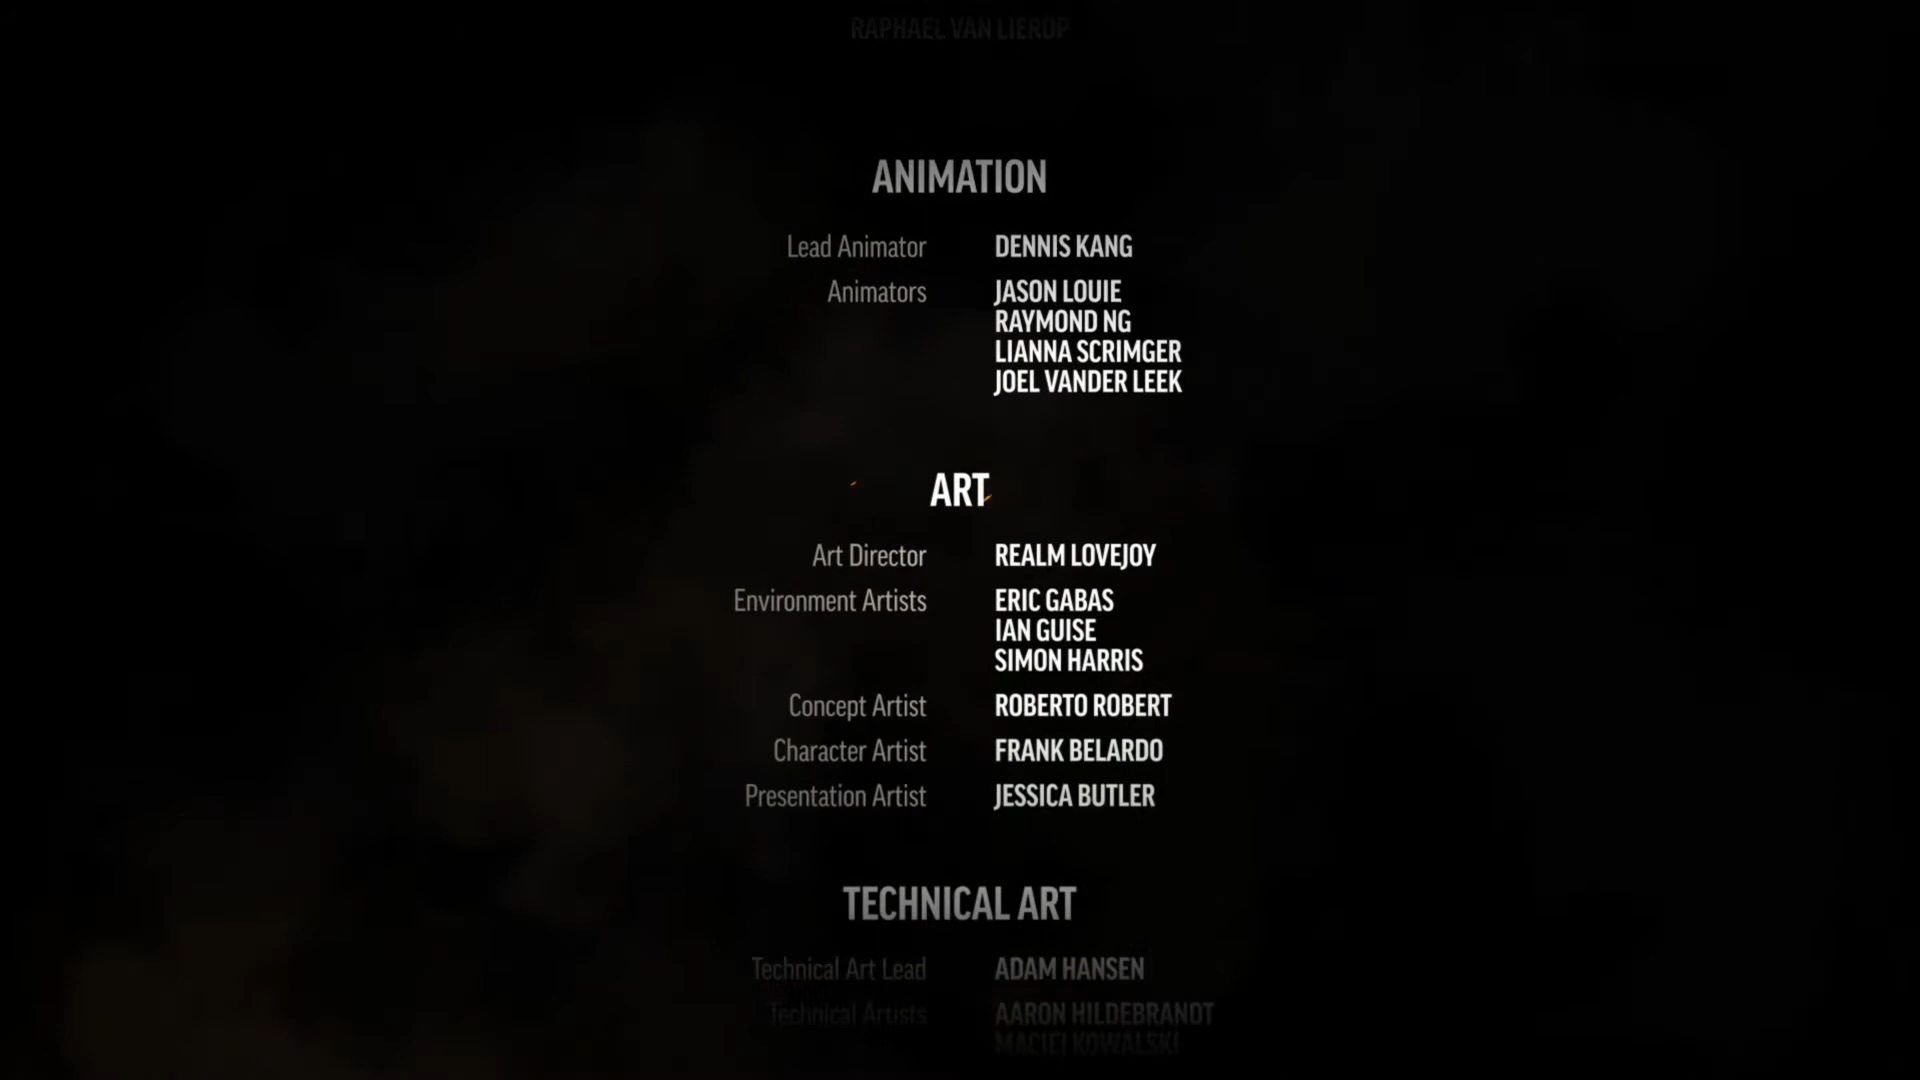 RAPHAEL VAN LIEROP
ANIMATION
Lead Animator DENNIS KANG
Animators JASON LOUIE
RAYMOND NG
LIANNA SCRIMGER
JOEL VANDER LEEK
ART
Art Director REALM LOVEJOY
Environment Artists ERIC GABAS
IAN GUISE
SIMON HARRIS
Concept Artist ROBERTO ROBERT
Character Artist FRANK BELARDO
Presentation Artist JESSICA BUTLER
TECHNICAL ART
Technical Art Lead ADAM HANSEN
Technical Artists AARON HILDEBRANDT
MACIEJ KOWALSKI